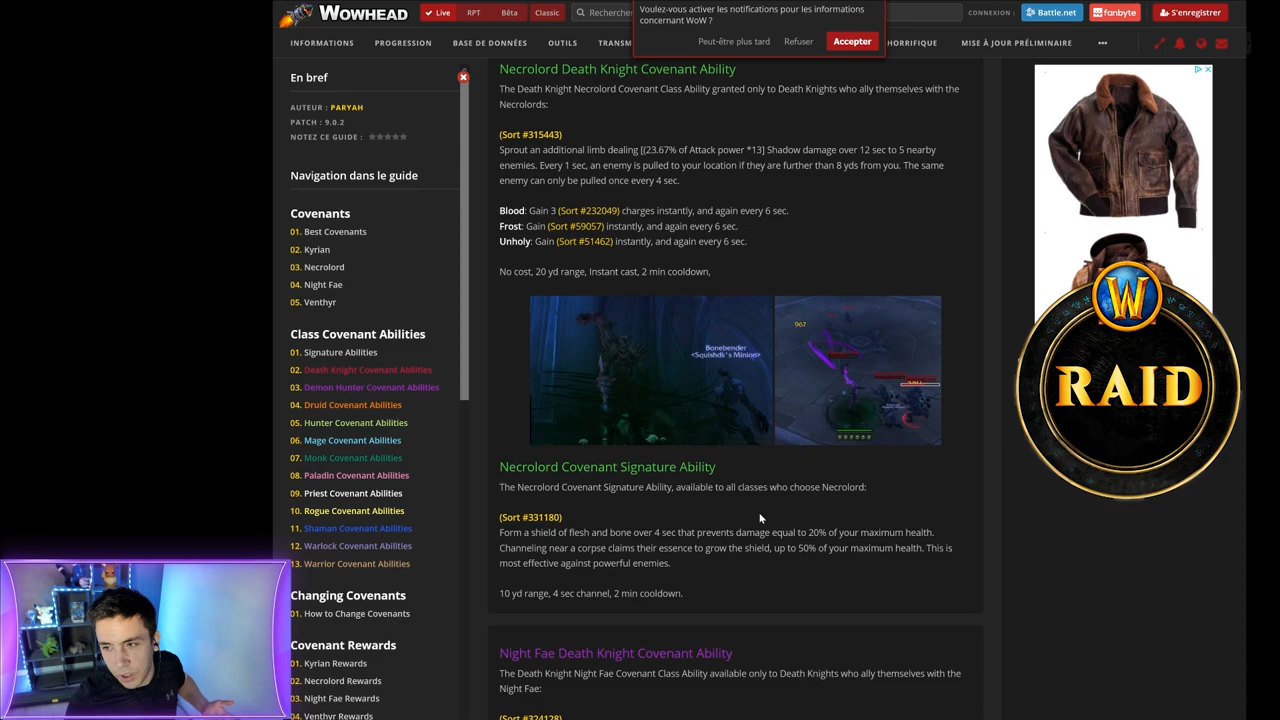 WOWHEAD
Live
RPT
Bêta
Classic
Rechercher
Voulez-vous activer les notifications pour les informations
concernant WoW ?
Peut-être plus tard
Refuser
Accepter
CONNEXION :
Battle.net
fanbyte
S'enregistrer
INFORMATIONS
PROGRESSION
BASE DE DONNÉES
OUTILS
TRANSM
HORRIFIQUE
MISE À JOUR PRÉLIMINAIRE
En bref
AUTEUR : PARYAH
PATCH : 9.0.2
NOTEZ CE GUIDE :
Navigation dans le guide
Covenants
01. Best Covenants
02. Kyrian
03. Necrolord
04. Night Fae
05. Venthyr
Class Covenant Abilities
01. Signature Abilities
02. Death Knight Covenant Abilities
03. Demon Hunter Covenant Abilities
04. Druid Covenant Abilities
05. Hunter Covenant Abilities
06. Mage Covenant Abilities
07. Monk Covenant Abilities
08. Paladin Covenant Abilities
09. Priest Covenant Abilities
10. Rogue Covenant Abilities
11. Shaman Covenant Abilities
12. Warlock Covenant Abilities
13. Warrior Covenant Abilities
Changing Covenants
01. How to Change Covenants
Covenant Rewards
01. Kyrian Rewards
02. Necrolord Rewards
03. Night Fae Rewards
04. Venthyr Rewards
Necrolord Death Knight Covenant Ability
The Death Knight Necrolord Covenant Class Ability granted only to Death Knights who ally themselves with the
Necrolords:
(Sort #315443)
Sprout an additional limb dealing [(23.67% of Attack power *13] Shadow damage over 12 sec to 5 nearby
enemies. Every 1 sec, an enemy is pulled to your location if they are further than 8 yds from you. The same
enemy can only be pulled once every 4 sec.
Blood: Gain 3 (Sort #232049) charges instantly, and again every 6 sec.
Frost: Gain (Sort #59057) instantly, and again every 6 sec.
Unholy: Gain (Sort #51462) instantly, and again every 6 sec.
No cost, 20 yd range, Instant cast, 2 min cooldown,
Bonebender
<Squishdk's Minion>
967
Necrolord Covenant Signature Ability
The Necrolord Covenant Signature Ability, available to all classes who choose Necrolord:
(Sort #331180)
Form a shield of flesh and bone over 4 sec that prevents damage equal to 20% of your maximum health.
Channeling near a corpse claims their essence to grow the shield, up to 50% of your maximum health. This is
most effective against powerful enemies.
10 yd range, 4 sec channel, 2 min cooldown.
Night Fae Death Knight Covenant Ability
The Death Knight Night Fae Covenant Class Ability available only to Death Knights who ally themselves with the
Night Fae:
(Sort #324128)
W
RAID